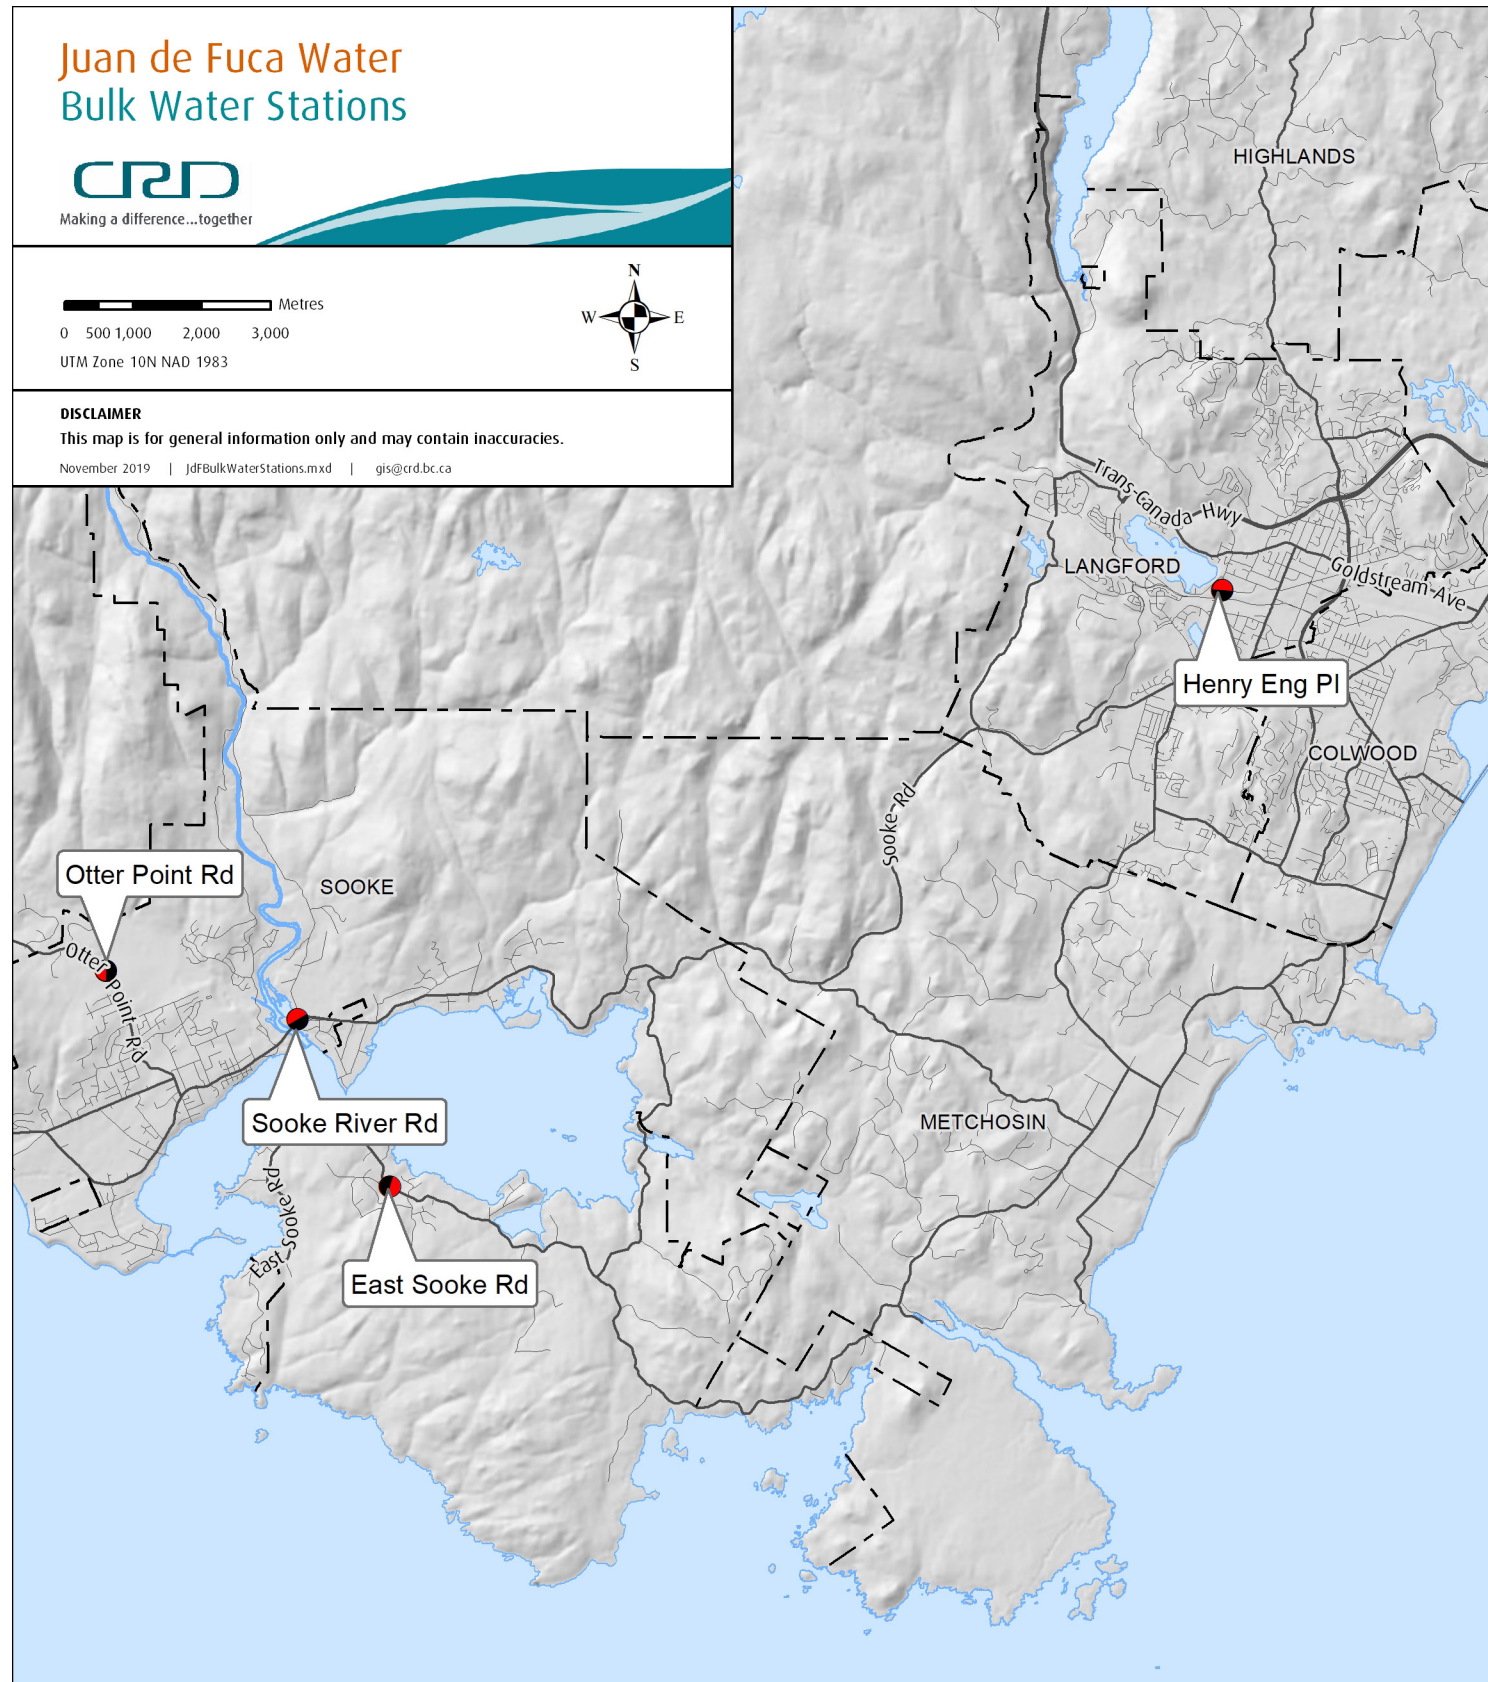 Juan de Fuca Water
Bulk Water Stations
CRD
Making a difference...together
N
W E
S
Metres
0 500 1,000 2,000 3,000
UTM Zone 10N NAD 1983
DISCLAIMER
This map is for general information only and may contain inaccuracies.
November 2019 | JdFBulkWaterStations.mxd | gis@crd.bc.ca
HIGHLANDS
Trans-Canada Hwy
LANGFORD
Goldstream Ave
Henry Eng Pl
COLWOOD
Sooke Rd
Otter Point Rd
SOOKE
Otter Point Rd
Sooke River Rd
METCHOSIN
East Sooke Rd
East Sooke Rd